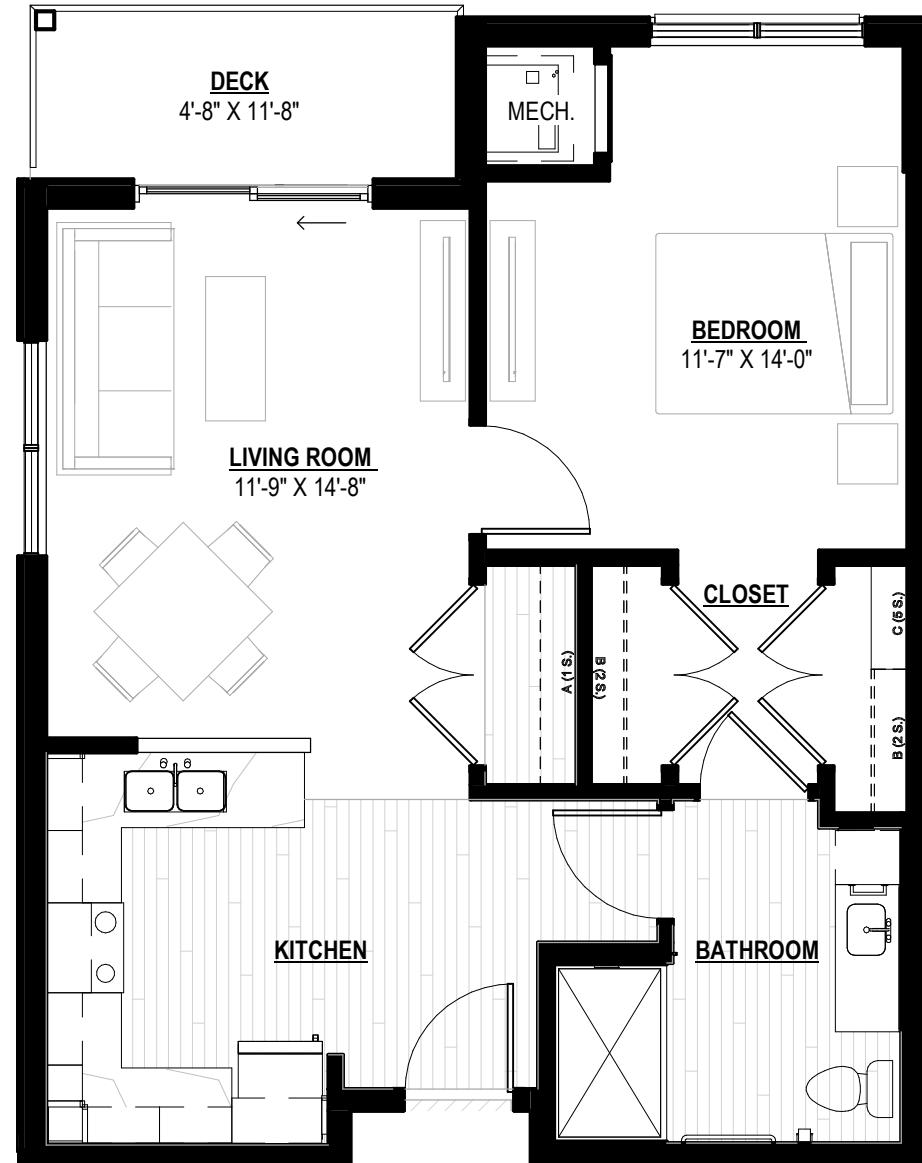 DECK
4'-8" X 11'-8"
MECH.
BEDROOM
11'-7" X 14'-0"
LIVING ROOM
11'-9" X 14'-8"
CLOSET
A (1 S.)
B (2 S.)
C (5 S.)
B (2 S.)
KITCHEN
BATHROOM